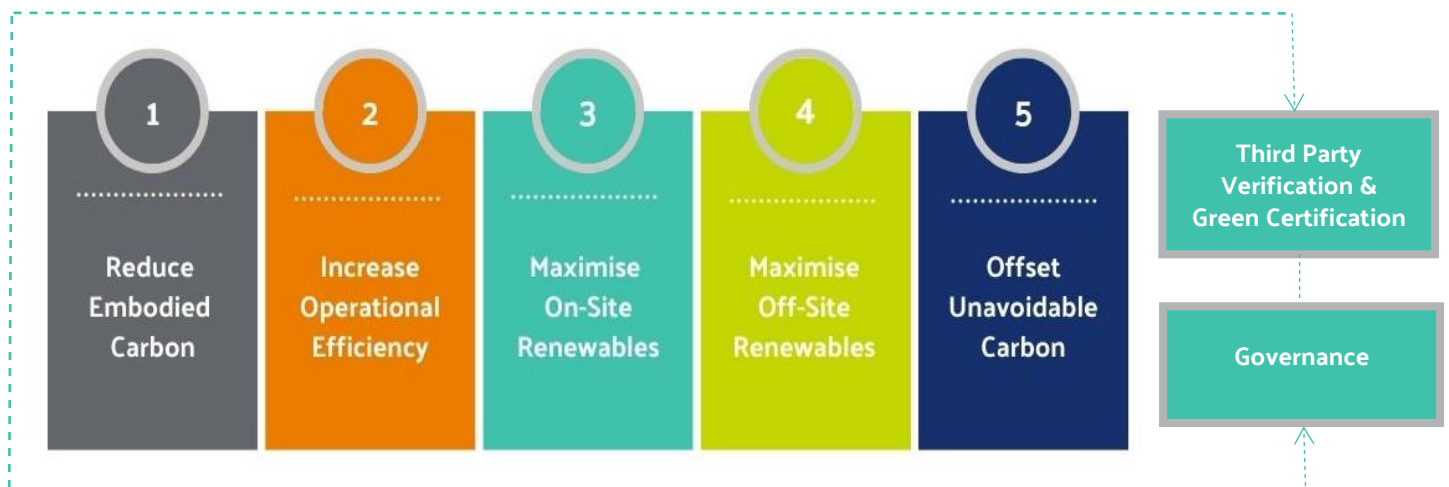 1
Reduce
Embodied
Carbon
2
Increase
Operational
Efficiency
3
Maximise
On-Site
Renewables
4
Maximise
Off-Site
Renewables
5
Offset
Unavoidable
Carbon
Third Party
Verification &
Green Certification
Governance